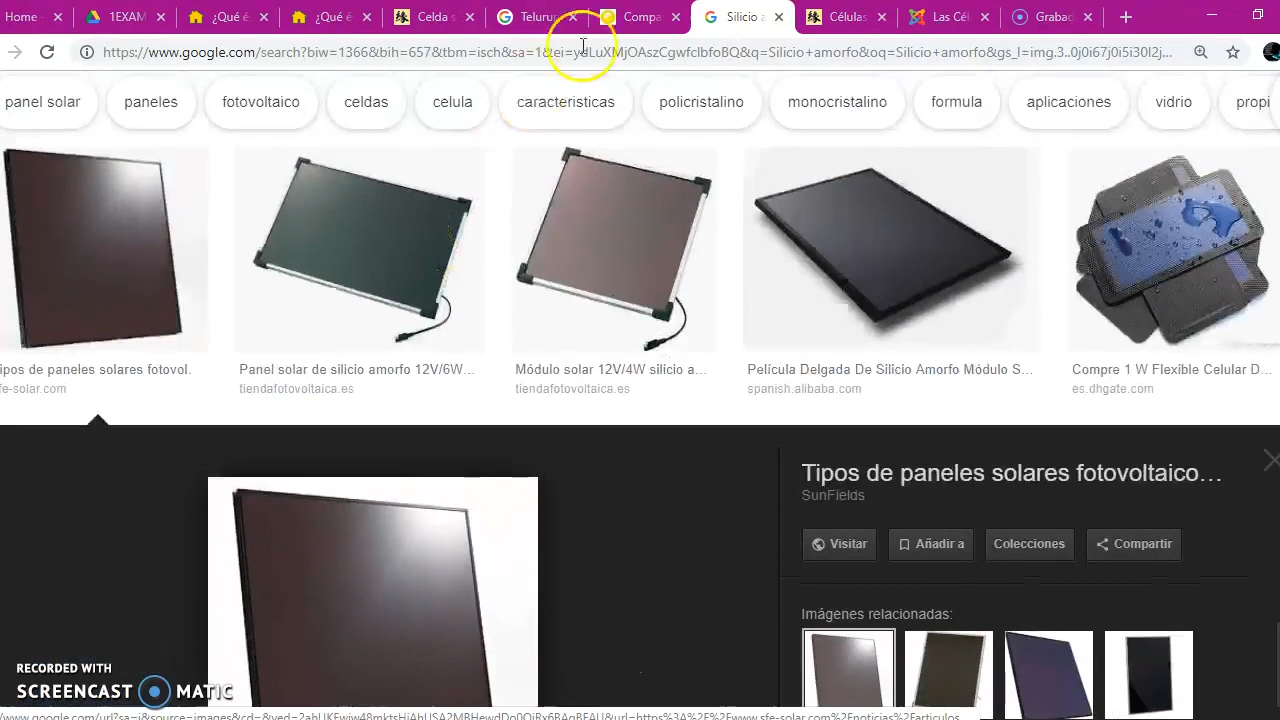 Home - 
1EXAM
¿Qué é
¿Qué é
Celda s
Telurur
Compa
Silicio a
Células
Las Cél
Grabad
https://www.google.com/search?biw=1366&bih=657&tbm=isch&sa=1&ei=
&q=Silicio+amorfo&oq=Silicio+amorfo&gs_l=img.3..0j0i67j0i5i30l2j...
panel solar
paneles
fotovoltaico
celdas
celula
caracteristicas
policristalino
monocristalino
formula
aplicaciones
vidrio
propi
ipos de paneles solares fotovol.
fe-solar.com
Panel solar de silicio amorfo 12V/6W...
tiendafotovoltaica.es
Módulo solar 12V/4W silicio a...
tiendafotovoltaica.es
Película Delgada De Silicio Amorfo Módulo S...
spanish.alibaba.com
Compre 1 W Flexible Celular D...
es.dhgate.com
Tipos de paneles solares fotovoltaico...
SunFields
Visitar
Añadir a
Colecciones
Compartir
Imágenes relacionadas:
RECORDED WITH
SCREENCAST MATIC